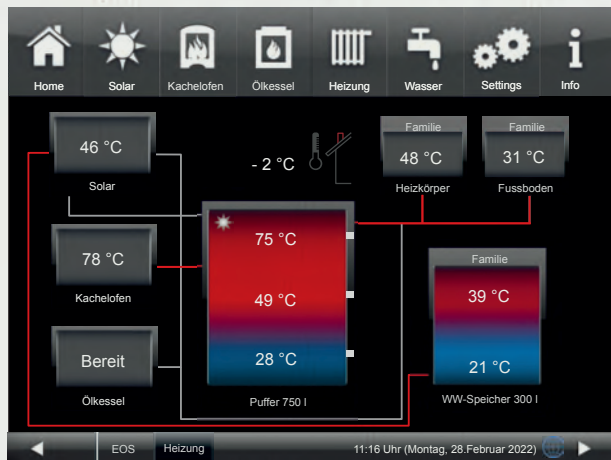 Home Solar Kachelofen Ölkessel Heizung Wasser Settings Info
46 °C
Solar
- 2 °C
Familie
48 °C
Heizkörper
Familie
31 °C
Fussboden
78 °C
Kachelofen
75 °C
49 °C
28 °C
Puffer 750 l
Familie
39 °C
21 °C
WW-Speicher 300 l
Bereit
Ölkessel
EOS Heizung 11:16 Uhr (Montag, 28.Februar 2022)